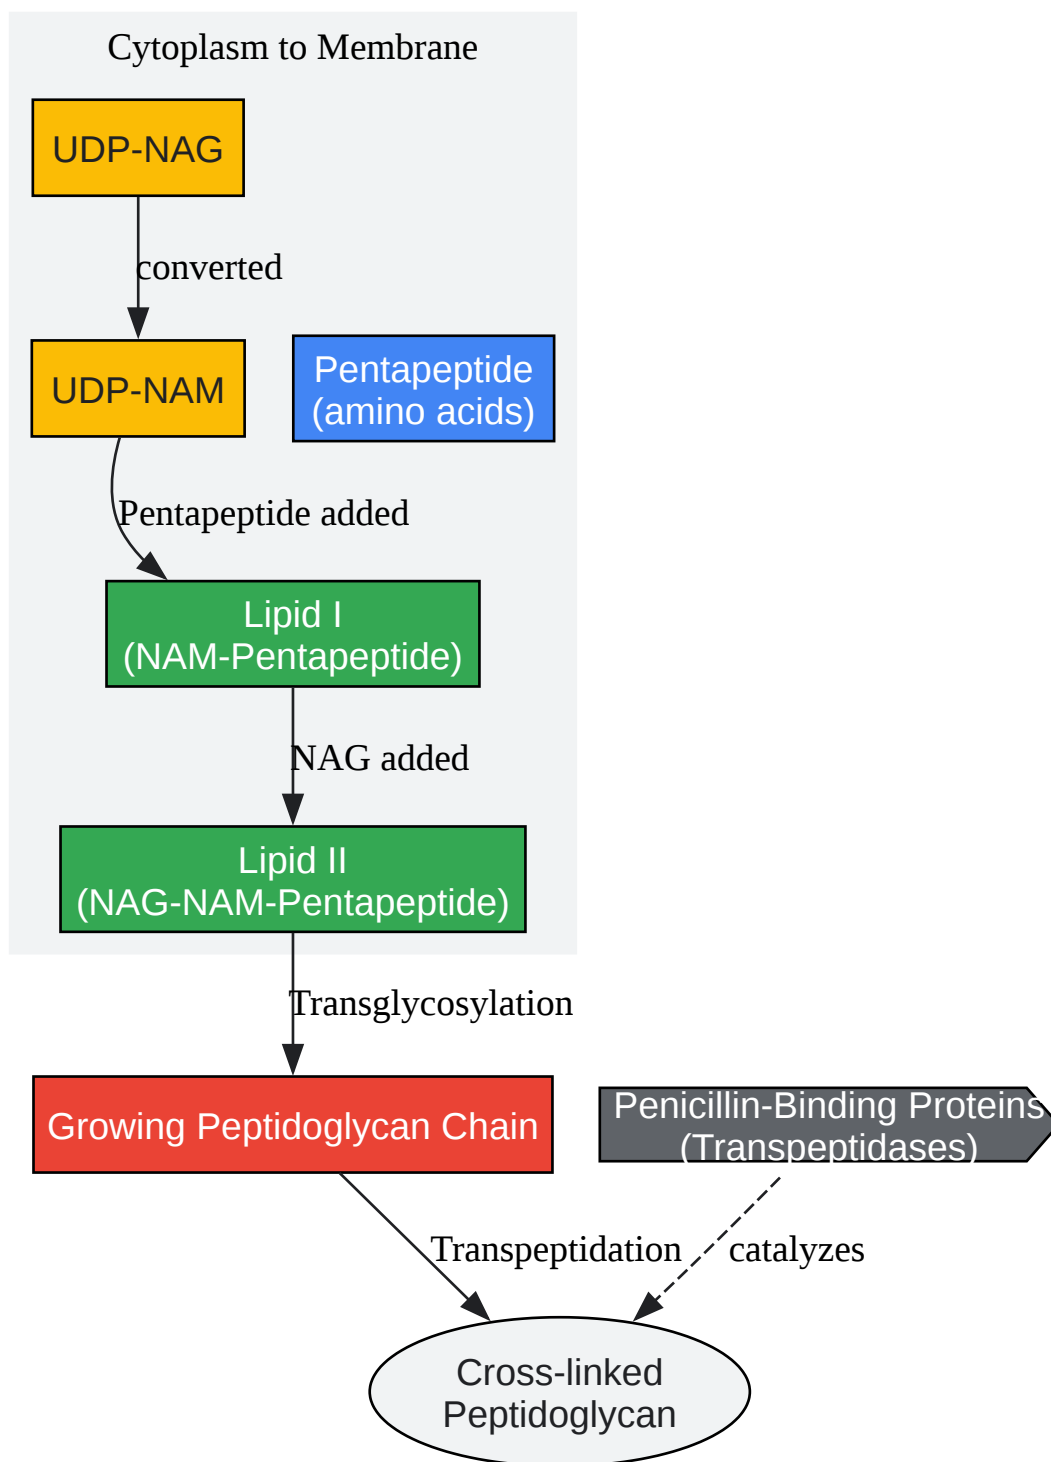 Cytoplasm to Membrane
UDP-NAG
converted
UDP-NAM
Pentapeptide
(amino acids)
Pentapeptide added
Lipid I
(NAM-Pentapeptide)
NAG added
Lipid II
(NAG-NAM-Pentapeptide)
Transglycosylation
Growing Peptidoglycan Chain
Penicillin-Binding Proteins
(Transpeptidases)
Transpeptidation
catalyzes
Cross-linked
Peptidoglycan